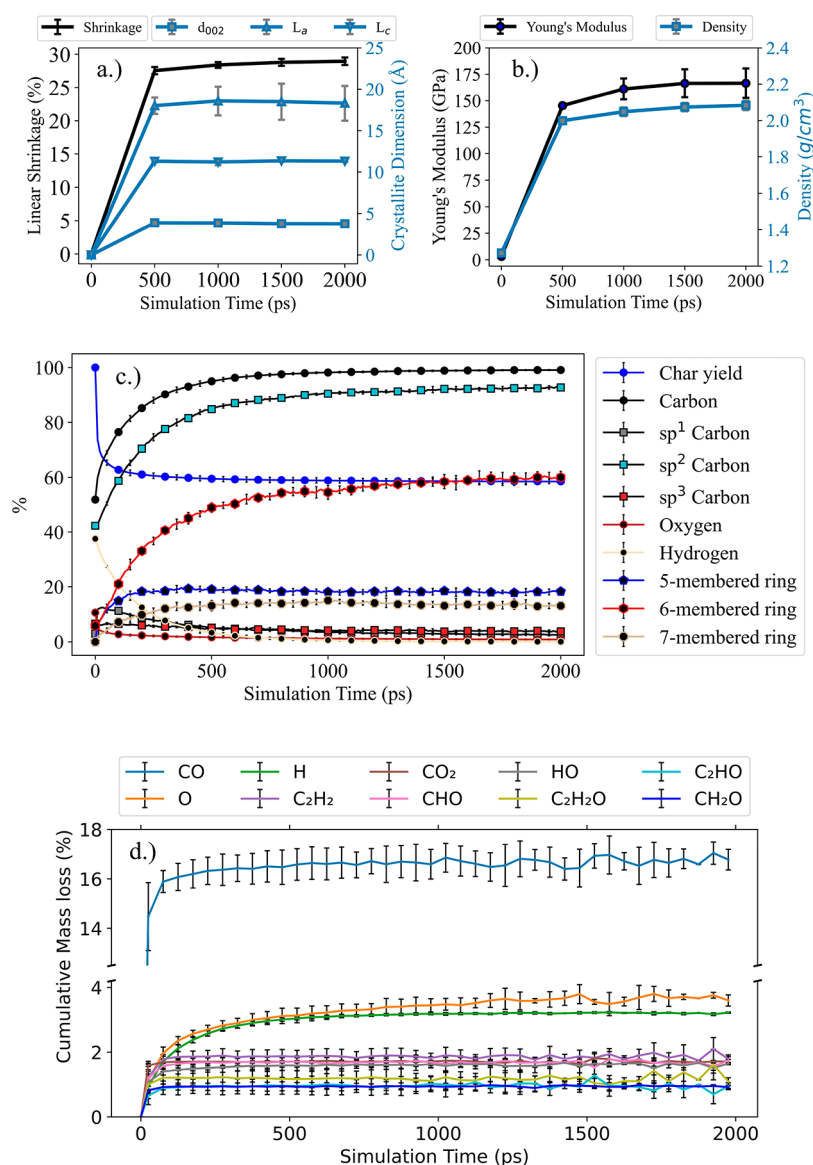 Shrinkage d002 La Lc
Young's Modulus Density
a.)
b.)
Linear Shrinkage (%)
30
25
20
15
10
5
0
Crystallite Dimension (Å)
25
20
15
10
5
0
0 500 1000 1500 2000
Simulation Time (ps)
Young's Modulus (GPa)
200
175
150
125
100
75
50
25
0
Density (g/cm³)
2.4
2.2
2.0
1.8
1.6
1.4
1.2
0 500 1000 1500 2000
Simulation Time (ps)
c.)
%
100
80
60
40
20
0
0 500 1000 1500 2000
Simulation Time (ps)
Char yield
Carbon
sp¹ Carbon
sp² Carbon
sp³ Carbon
Oxygen
Hydrogen
5-membered ring
6-membered ring
7-membered ring
CO H CO₂ HO C₂HO
O C₂H₂ CHO C₂H₂O CH₂O
d.)
Cumulative Mass loss (%)
18
16
14
4
2
0
0 500 1000 1500 2000
Simulation Time (ps)